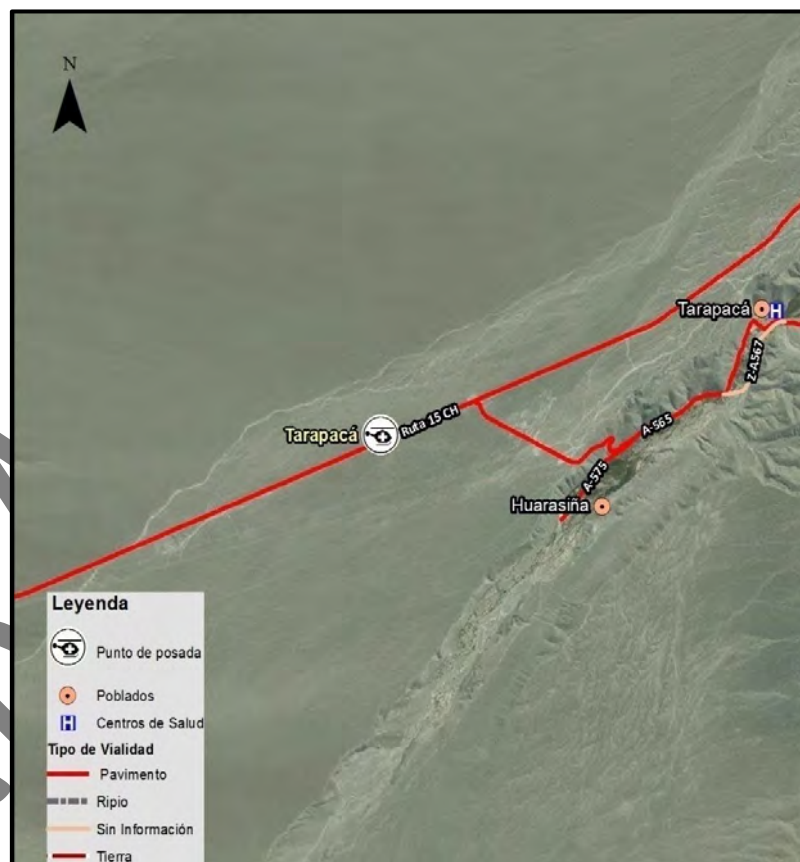 N
Tarapacá
H
Z-A567
Tarapacá
Ruta 15 CH
A-565
A-575
Huarasiña
Leyenda
Punto de posada
Poblados
H Centros de Salud
Tipo de Vialidad
Pavimento
Ripio
Sin Información
Tierra